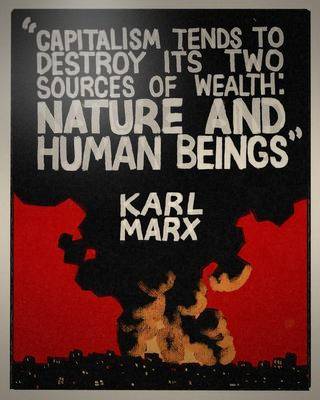 “CAPITALISM TENDS TO
DESTROY ITS TWO
SOURCES OF WEALTH:
NATURE AND
HUMAN BEINGS”
KARL
MARX